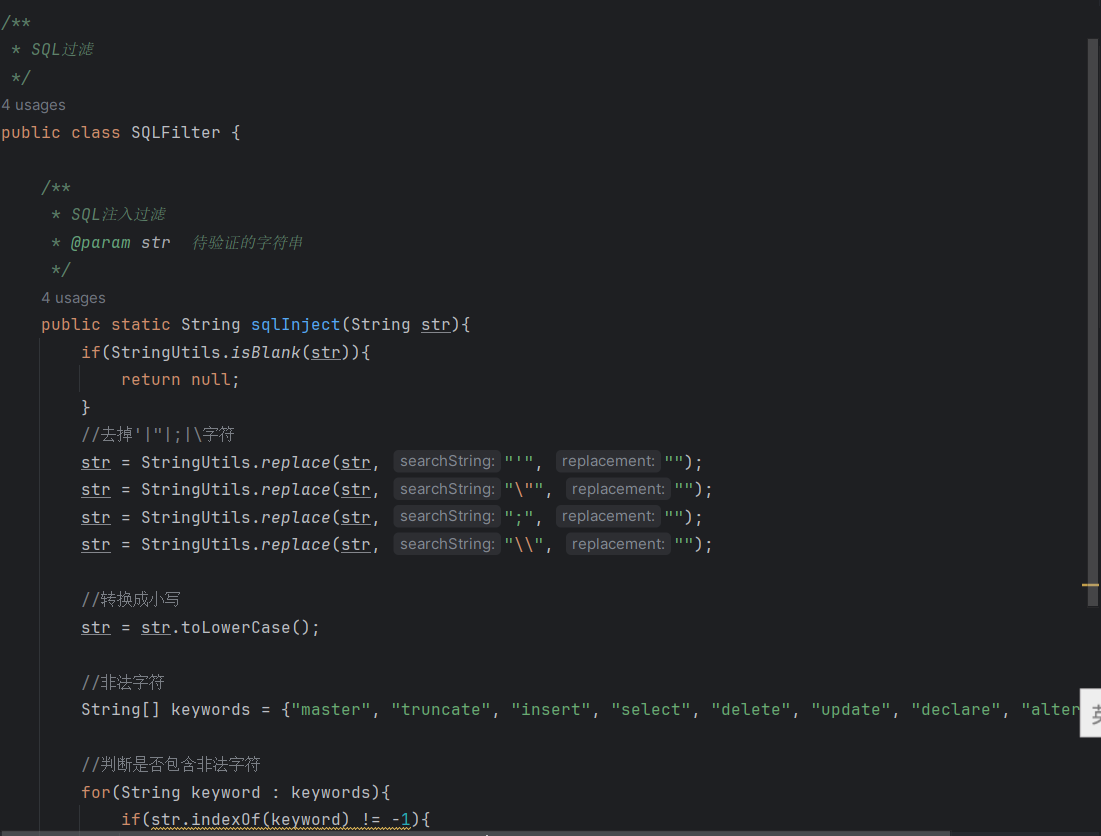 /**
 * SQL过滤
 */
4 usages
public class SQLFilter {
/**
 * SQL注入过滤
 * @param str  待验证的字符串
 */
4 usages
public static String sqlInject(String str){
if(StringUtils.isBlank(str)){
return null;
}
//去掉'|"|;|\字符
str = StringUtils.replace(str, searchString: "'", replacement: "");
str = StringUtils.replace(str, searchString: "\"", replacement: "");
str = StringUtils.replace(str, searchString: ";", replacement: "");
str = StringUtils.replace(str, searchString: "\\", replacement: "");
//转换成小写
str = str.toLowerCase();
//非法字符
String[] keywords = {"master", "truncate", "insert", "select", "delete", "update", "declare", "alter
//判断是否包含非法字符
for(String keyword : keywords){
if(str.indexOf(keyword) != -1){